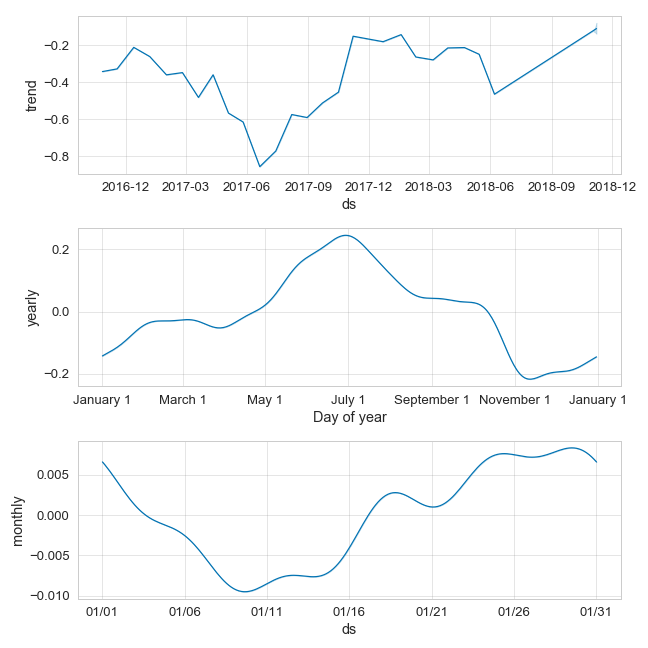 −0.2
−0.4
−0.6
−0.8
trend
2016-12 2017-03 2017-06 2017-09 2017-12 2018-03 2018-06 2018-09 2018-12
ds
0.2
0.0
−0.2
yearly
January 1 March 1 May 1 July 1 September 1 November 1 January 1
Day of year
0.005
0.000
−0.005
−0.010
monthly
01/01 01/06 01/11 01/16 01/21 01/26 01/31
ds